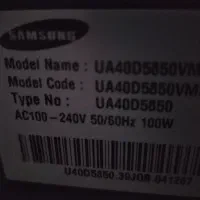 SAMSUNG
Model Name : UA40D5850VM
Model Code : UA40D5850VM
Type No : UA40D5850
AC100-240V 50/60Hz 100W